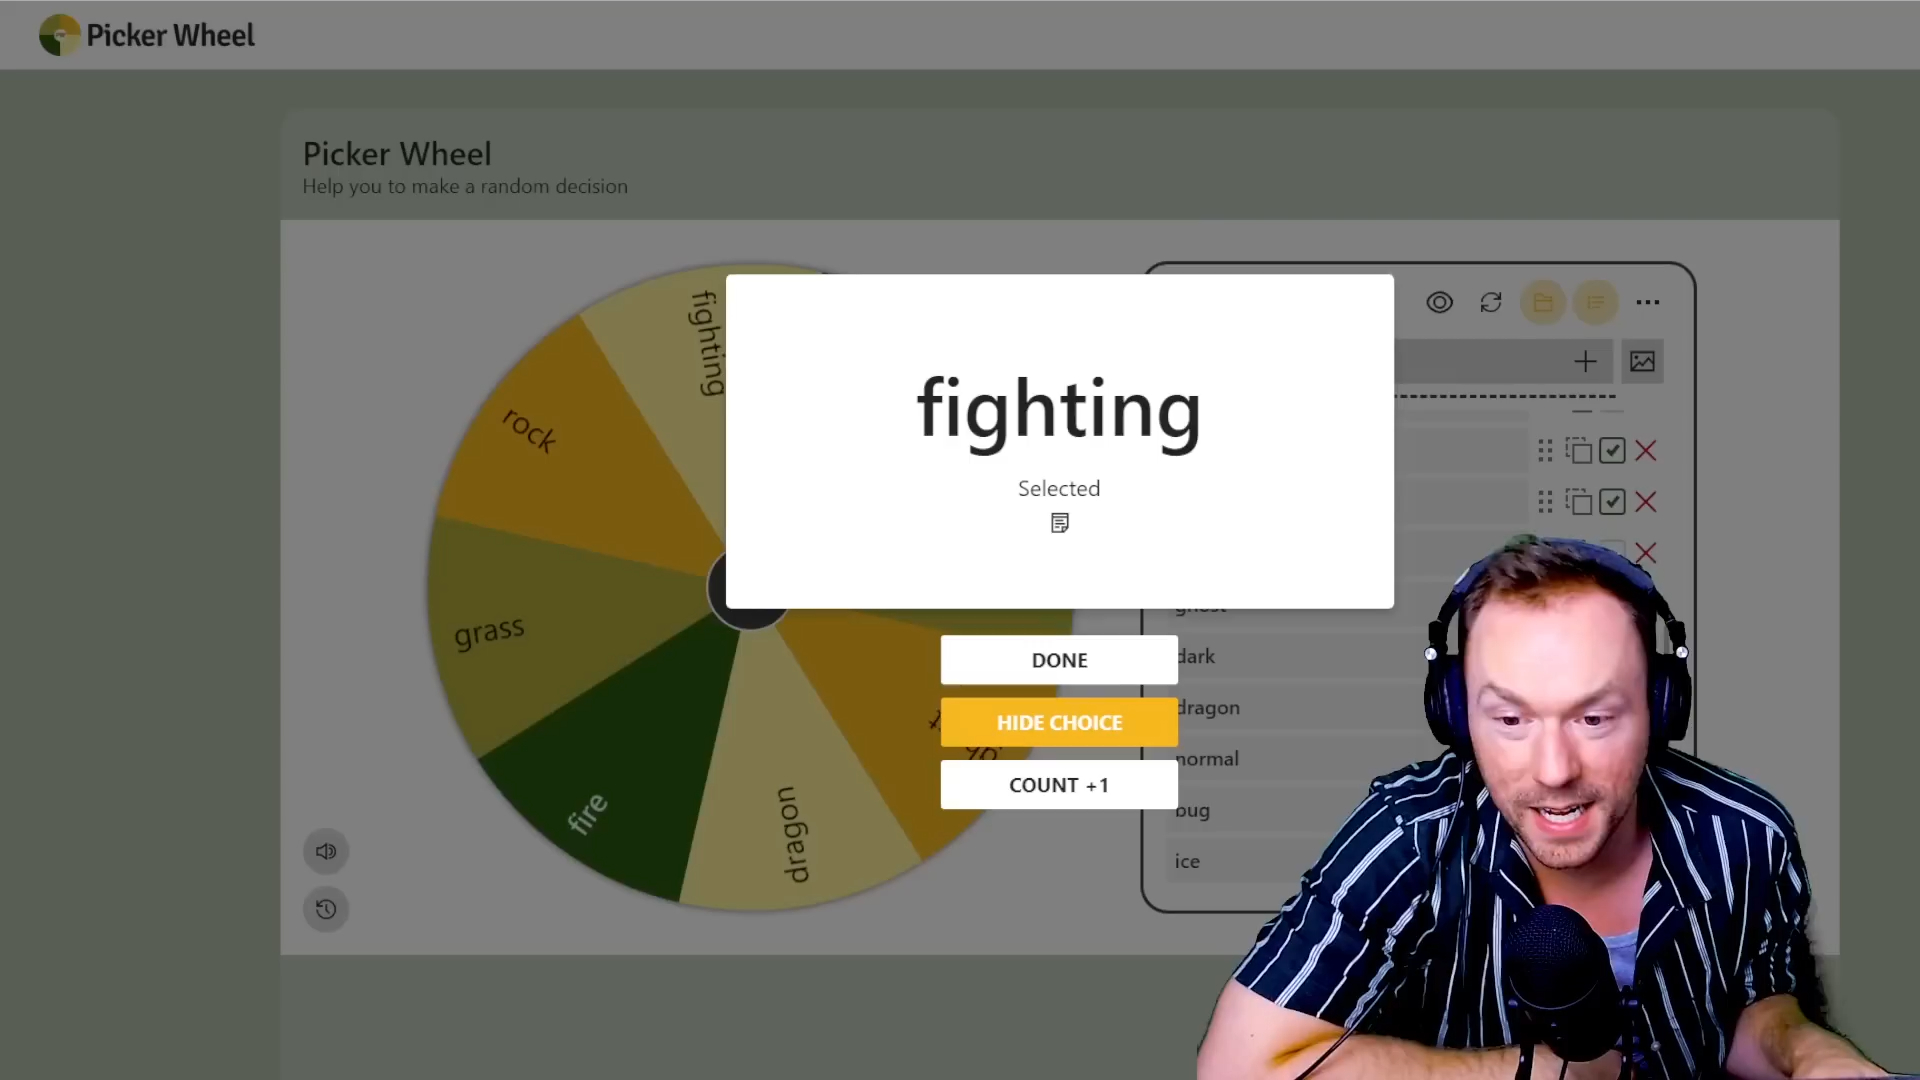 Picker Wheel
Picker Wheel
Help you to make a random decision
fighting
rock
grass
fire
dragon
fighting
Selected
DONE
HIDE CHOICE
COUNT +1
ghost
dark
dragon
normal
bug
ice